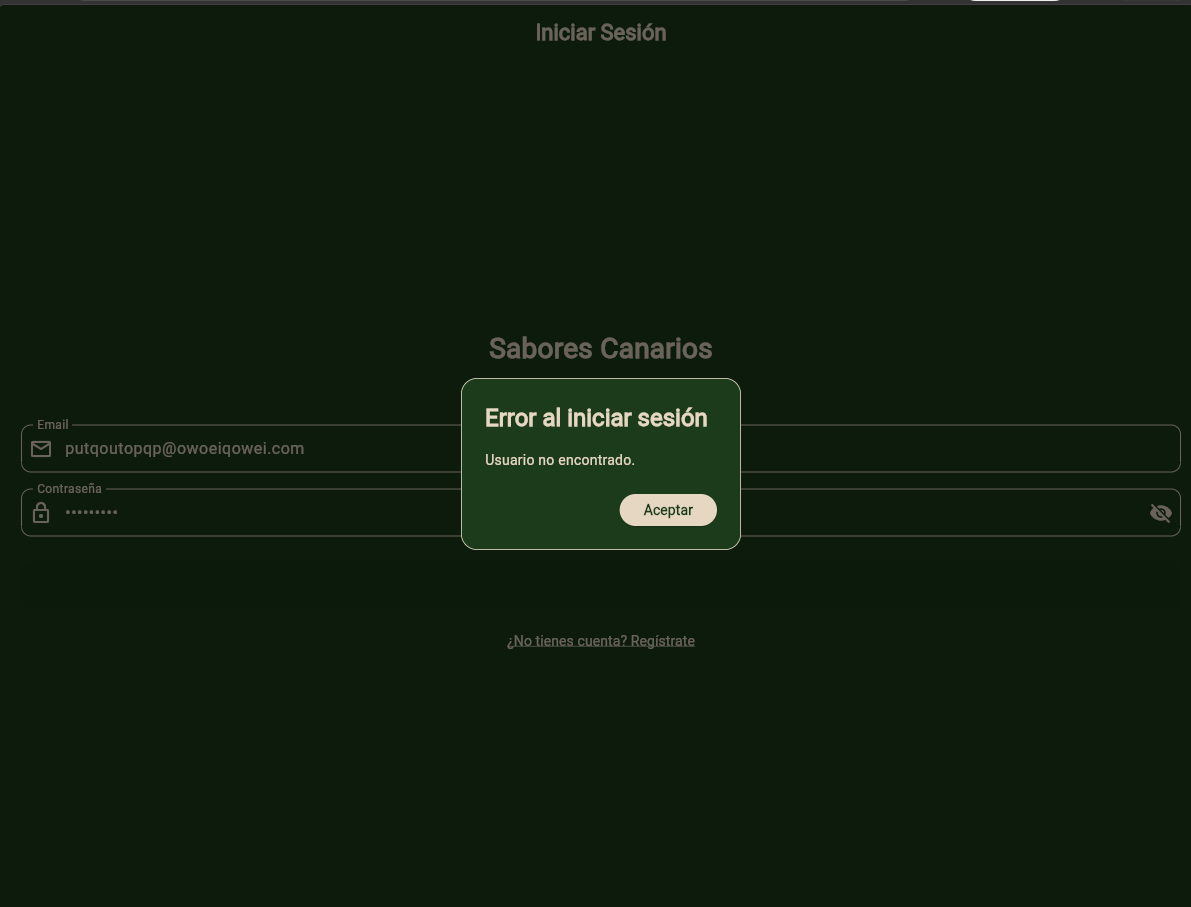 Iniciar Sesión
Sabores Canarios
Error al iniciar sesión
Usuario no encontrado.
Aceptar
Email
putqoutopqp@owoeiqowei.com
Contraseña
•••••••••
¿No tienes cuenta? Regístrate